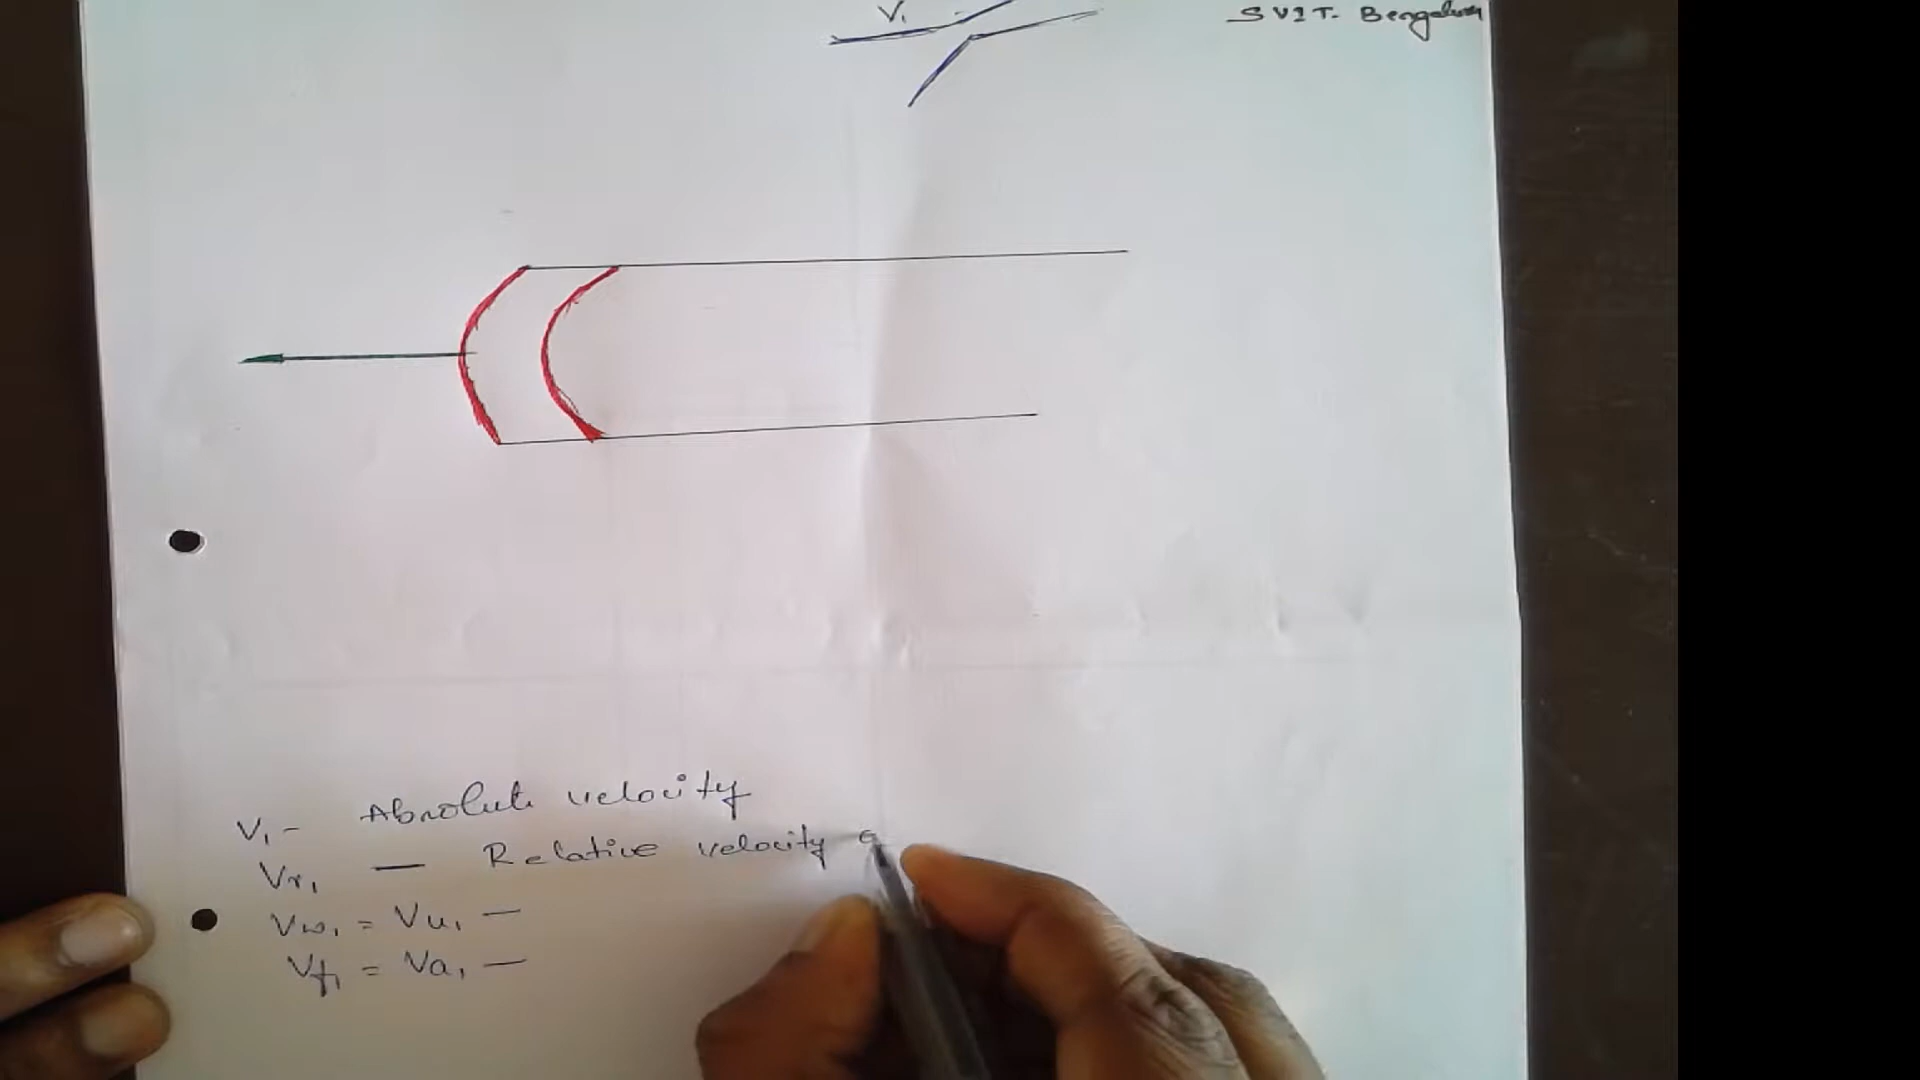 V₁
SVIT- Bengaluru
V₁ - Absolute velocity
Vr₁ — Relative velocity
Vw₁ = Vu₁ —
Vf₁ = Va₁ —